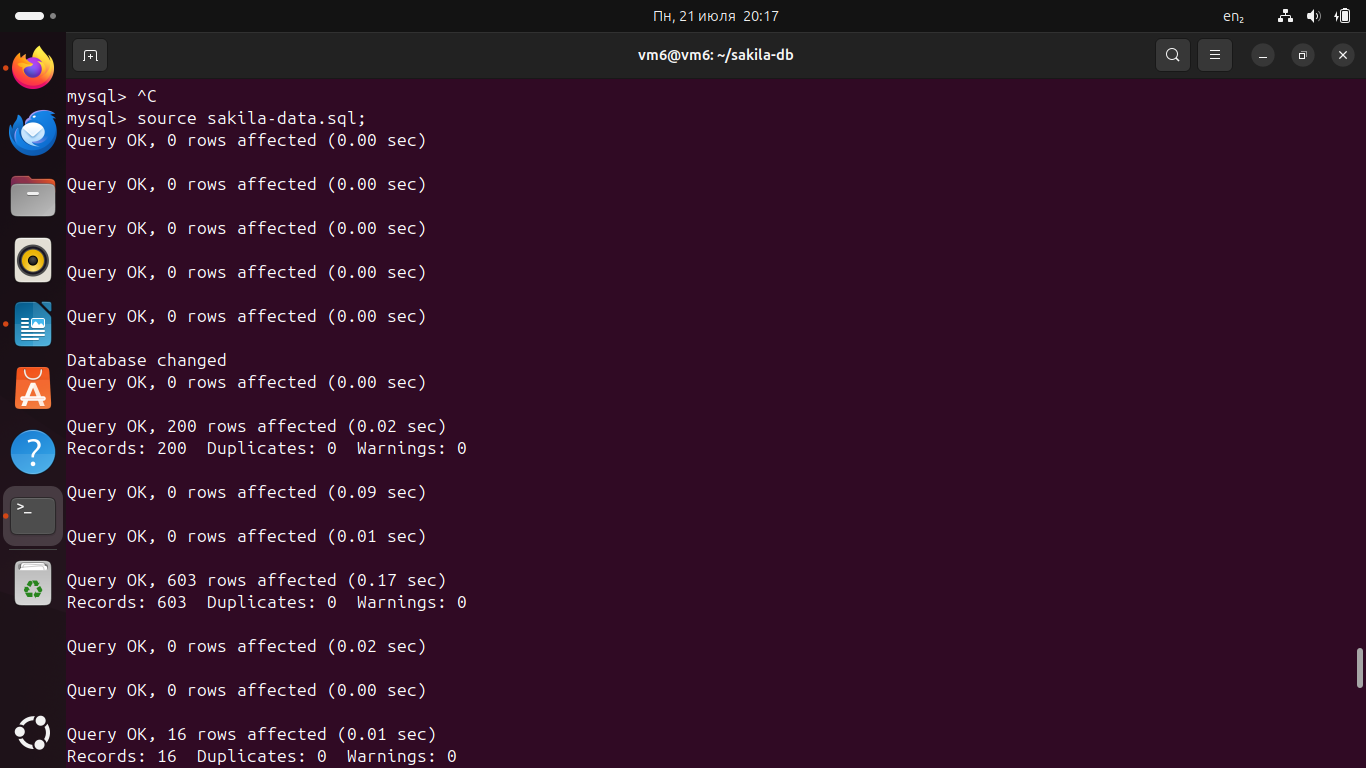 Пн, 21 июля 20:17
en₂
vm6@vm6: ~/sakila-db
mysql> ^C
mysql> source sakila-data.sql;
Query OK, 0 rows affected (0.00 sec)
Query OK, 0 rows affected (0.00 sec)
Query OK, 0 rows affected (0.00 sec)
Query OK, 0 rows affected (0.00 sec)
Query OK, 0 rows affected (0.00 sec)
Database changed
Query OK, 0 rows affected (0.00 sec)
Query OK, 200 rows affected (0.02 sec)
Records: 200  Duplicates: 0  Warnings: 0
Query OK, 0 rows affected (0.09 sec)
Query OK, 0 rows affected (0.01 sec)
Query OK, 603 rows affected (0.17 sec)
Records: 603  Duplicates: 0  Warnings: 0
Query OK, 0 rows affected (0.02 sec)
Query OK, 0 rows affected (0.00 sec)
Query OK, 16 rows affected (0.01 sec)
Records: 16  Duplicates: 0  Warnings: 0